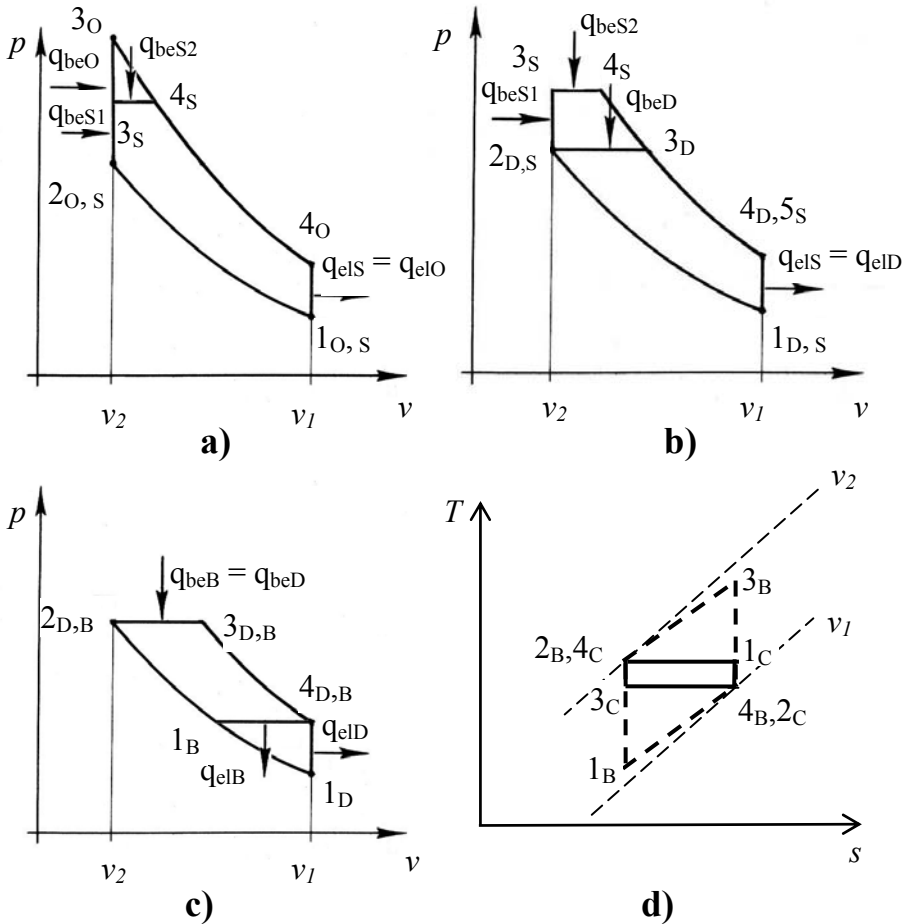 3O
p
qbeS2
qbeO
4S
qbeS1
3S
2O, S
4O
qelS = qelO
1O, S
v2
v1
v
a)
p
qbeS2
3S
4S
qbeS1
qbeD
2D,S
3D
4D,5S
qelS = qelD
1D, S
v2
v1
v
b)
p
qbeB = qbeD
2D,B
3D,B
4D,B
1B
qelD
qelB
1D
v2
v1
v
c)
T
v2
3B
v1
2B,4C
1C
3C
4B,2C
1B
s
d)